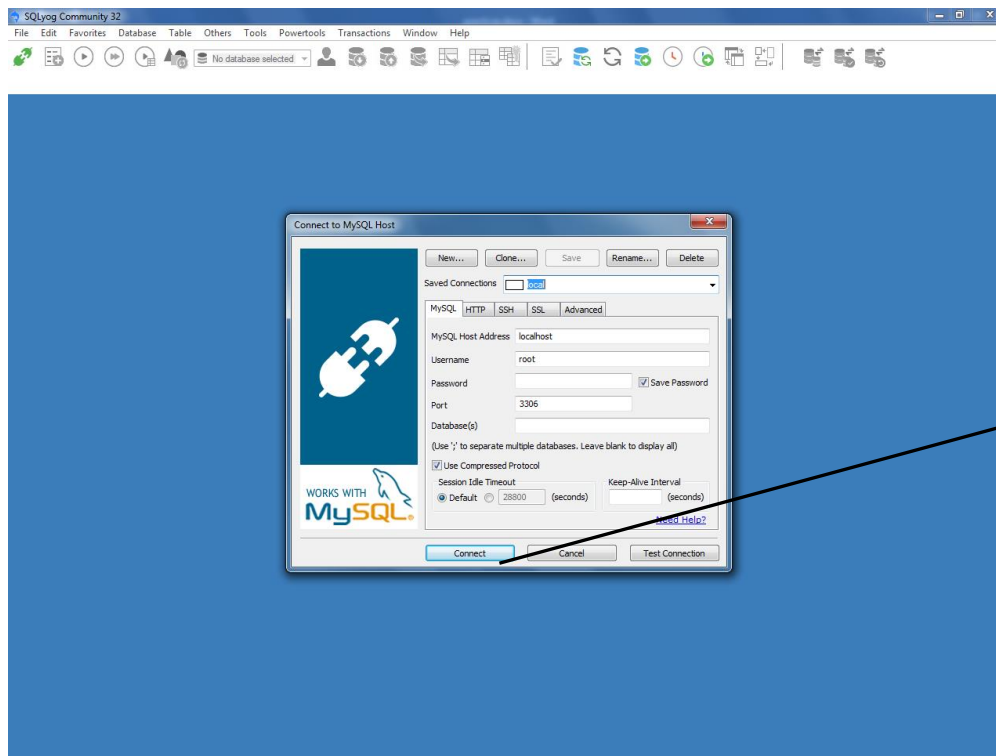 SQLyog Community 32
File Edit Favorites Database Table Others Tools Powertools Transactions Window Help
No database selected
Connect to MySQL Host
New... Clone... Save Rename... Delete
Saved Connections local
MySQL HTTP SSH SSL Advanced
MySQL Host Address localhost
Username root
Password Save Password
Port 3306
Database(s)
(Use ';' to separate multiple databases. Leave blank to display all)
Use Compressed Protocol
Session Idle Timeout Keep-Alive Interval
Default 28800 (seconds) (seconds)
WORKS WITH
MySQL®
Need Help?
Connect Cancel Test Connection